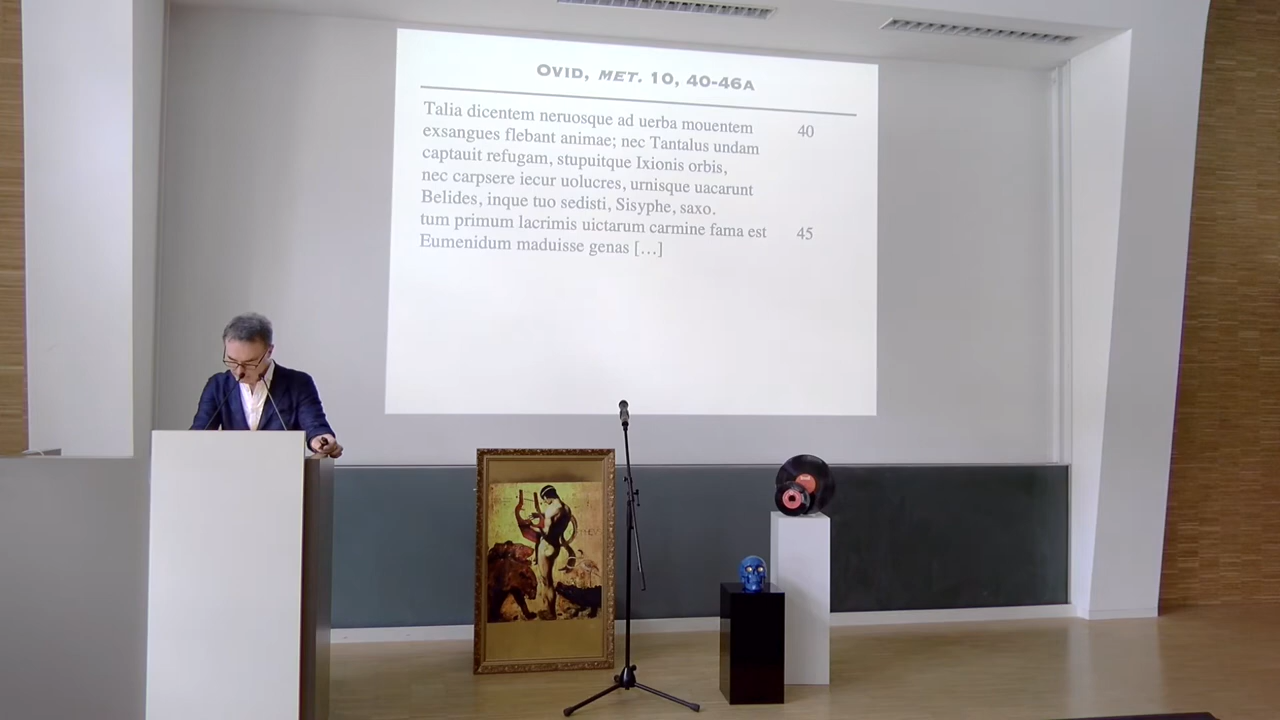 OVID, MET. 10, 40-46A
Talia dicentem neruosque ad uerba mouentem 40
exsangues flebant animae; nec Tantalus undam
captauit refugam, stupuitque Ixionis orbis,
nec carpsere iecur uolucres, urnisque uacarunt
Belides, inque tuo sedisti, Sisyphe, saxo.
tum primum lacrimis uictarum carmine fama est 45
Eumenidum maduisse genas […]